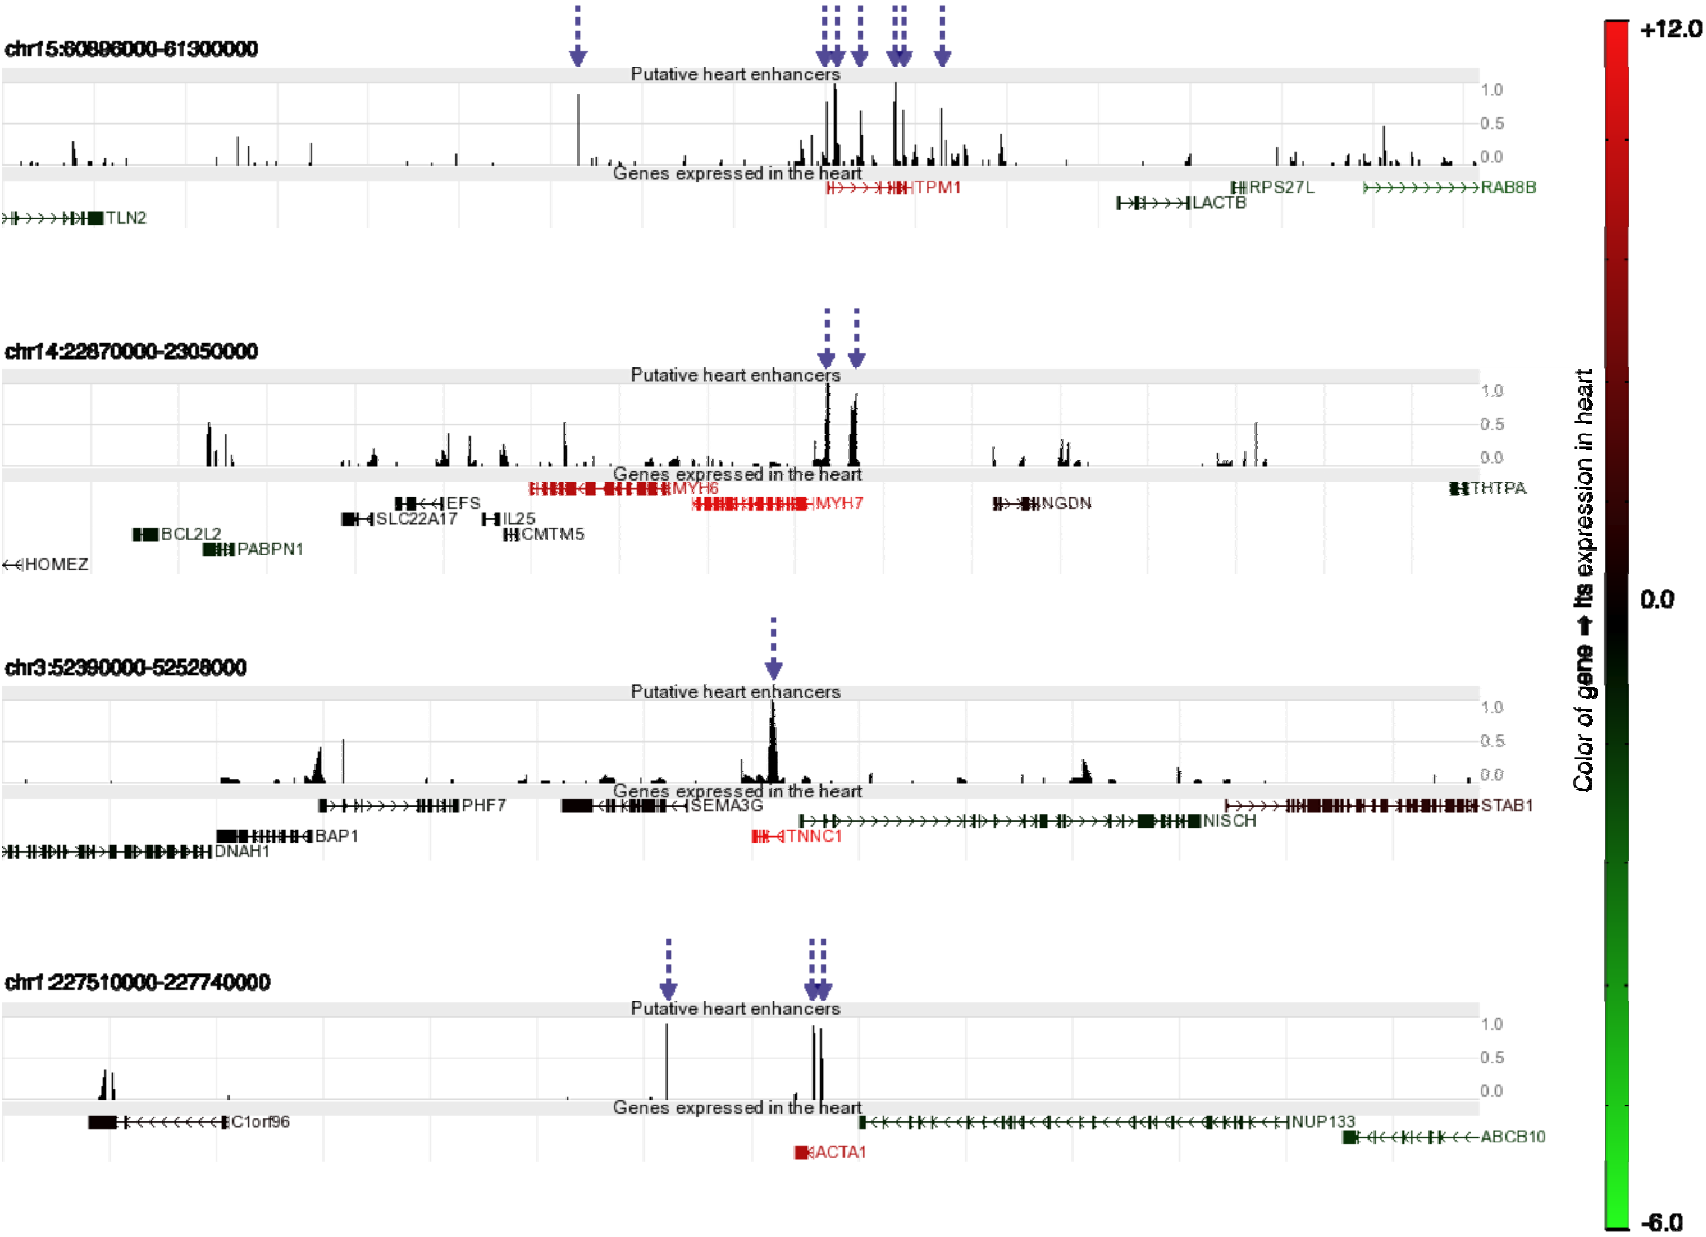 chr15:60896000-61300000
Putative heart enhancers
1.0
0.5
0.0
Genes expressed in the heart
TPM1 RPS27L RAB8B
LACTB
TLN2
chr14:22870000-23050000
Putative heart enhancers
1.0
0.5
0.0
Genes expressed in the heart
MYH6 THTPA
EFS MYH7 NGDN
SLC22A17 IL25
BCL2L2 CMTM5
PABPN1
HOMEZ
chr3:52390000-52528000
Putative heart enhancers
1.0
0.5
0.0
Genes expressed in the heart
PHF7 SEMA3G STAB1
NISCH
BAP1 TNNC1
DNAH1
chr1:227510000-227740000
Putative heart enhancers
1.0
0.5
0.0
Genes expressed in the heart
C1orf96 NUP133
ABCB10
ACTA1
Color of gene ➞ its expression in heart
+12.0
0.0
-6.0